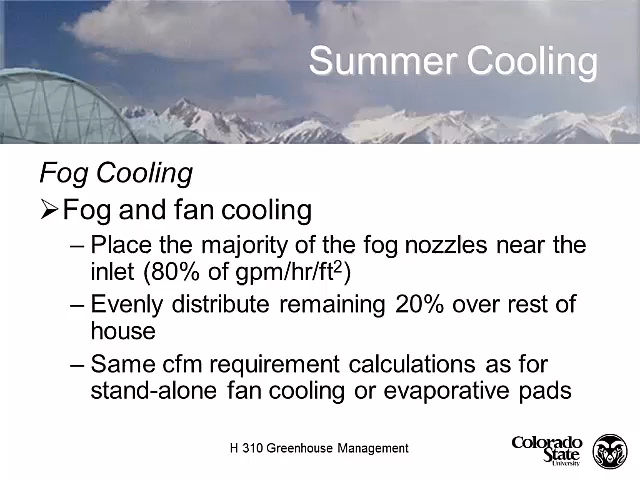 Summer Cooling
Fog Cooling
➢Fog and fan cooling
– Place the majority of the fog nozzles near the
inlet (80% of gpm/hr/ft²)
– Evenly distribute remaining 20% over rest of
house
– Same cfm requirement calculations as for
stand-alone fan cooling or evaporative pads
H 310 Greenhouse Management
Colorado
State
University